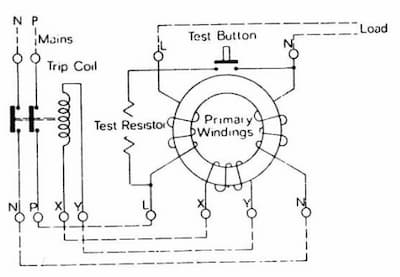 N P
Mains
Trip Coil
L
Test Button
N
Load
Test Resistor
Primary
Windings
N P X Y L X Y N